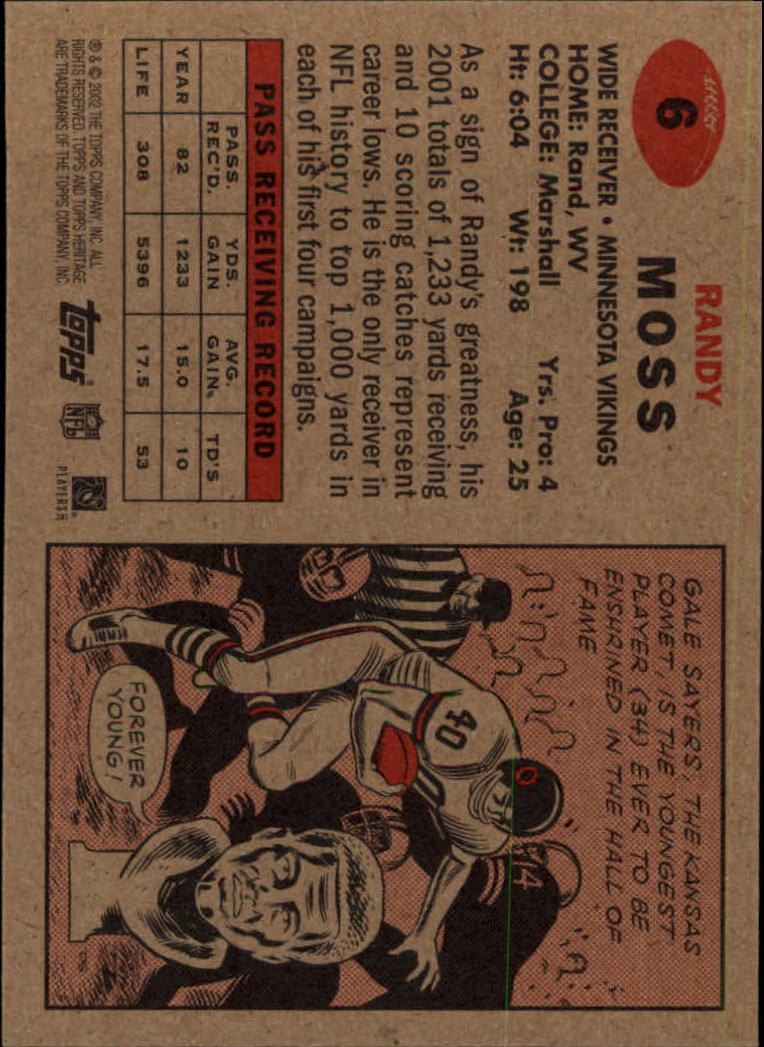 6
RANDY
MOSS
WIDE RECEIVER • MINNESOTA VIKINGS
HOME: Rand, WV
COLLEGE: Marshall Yrs. Pro: 4
Ht: 6:04 Wt: 198 Age: 25
As a sign of Randy's greatness, his
2001 totals of 1,233 yards receiving
and 10 scoring catches represent
career lows. He is the only receiver in
NFL history to top 1,000 yards in
each of his first four campaigns.
PASS RECEIVING RECORD
PASS. REC'D. YDS. GAIN AVG. GAIN. TD'S
YEAR 82 1233 15.0 10
LIFE 308 5396 17.5 53
® & © 2002 THE TOPPS COMPANY, INC. ALL
RIGHTS RESERVED. TOPPS AND TOPPS HERITAGE
ARE TRADEMARKS OF THE TOPPS COMPANY, INC.
topps
NFL
PLAYERS INC
GALE SAYERS, THE KANSAS
COMET, IS THE YOUNGEST
PLAYER (34) EVER TO BE
ENSHRINED IN THE HALL OF
FAME
40
14
FOREVER
YOUNG!